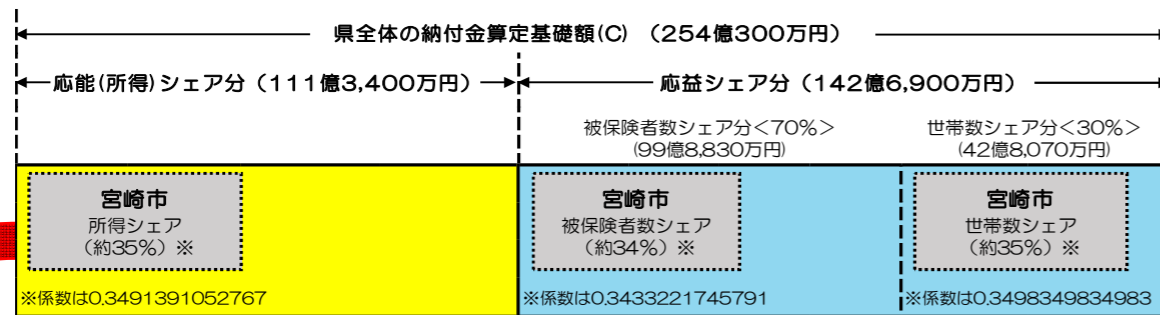 県全体の納付金算定基礎額(C) （254億300万円）
応能(所得)シェア分（111億3,400万円）
応益シェア分（142億6,900万円）
被保険者数シェア分<70%>
(99億8,830万円)
世帯数シェア分<30%>
(42億8,070万円)
宮崎市
所得シェア
（約35%）※
※係数は0.3491391052767
宮崎市
被保険者数シェア
（約34%）※
※係数は0.3433221745791
宮崎市
世帯数シェア
（約35%）※
※係数は0.3498349834983